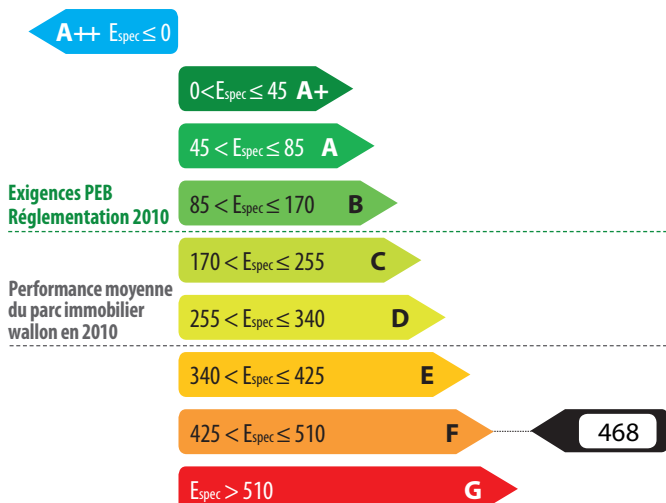 A++ Espec ≤ 0
0 < Espec ≤ 45 A+
45 < Espec ≤ 85 A
Exigences PEB
Réglementation 2010
85 < Espec ≤ 170 B
170 < Espec ≤ 255 C
Performance moyenne
du parc immobilier
wallon en 2010
255 < Espec ≤ 340 D
340 < Espec ≤ 425 E
425 < Espec ≤ 510 F
468
Espec > 510 G